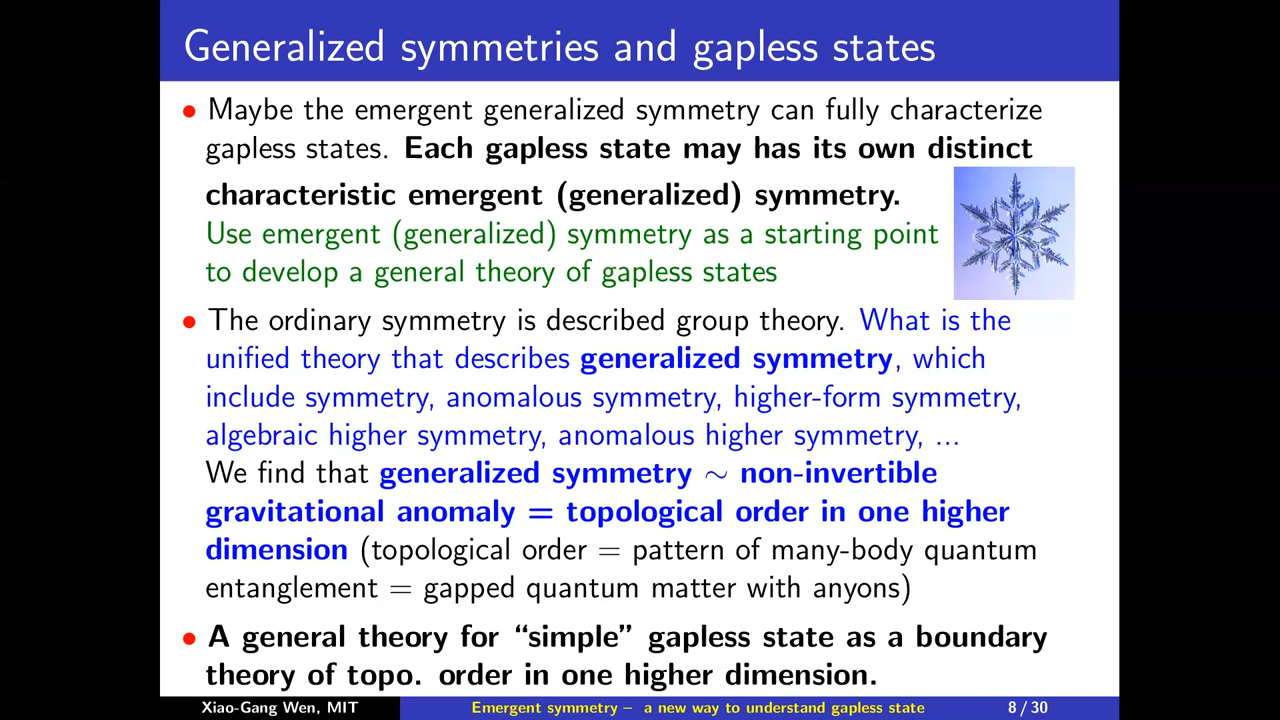 Generalized symmetries and gapless states
• Maybe the emergent generalized symmetry can fully characterize
gapless states. Each gapless state may has its own distinct
characteristic emergent (generalized) symmetry.
Use emergent (generalized) symmetry as a starting point
to develop a general theory of gapless states
• The ordinary symmetry is described group theory. What is the
unified theory that describes generalized symmetry, which
include symmetry, anomalous symmetry, higher-form symmetry,
algebraic higher symmetry, anomalous higher symmetry, ...
We find that generalized symmetry ∼ non-invertible
gravitational anomaly = topological order in one higher
dimension (topological order = pattern of many-body quantum
entanglement = gapped quantum matter with anyons)
• A general theory for “simple” gapless state as a boundary
theory of topo. order in one higher dimension.
Xiao-Gang Wen, MIT Emergent symmetry – a new way to understand gapless state 8 / 30